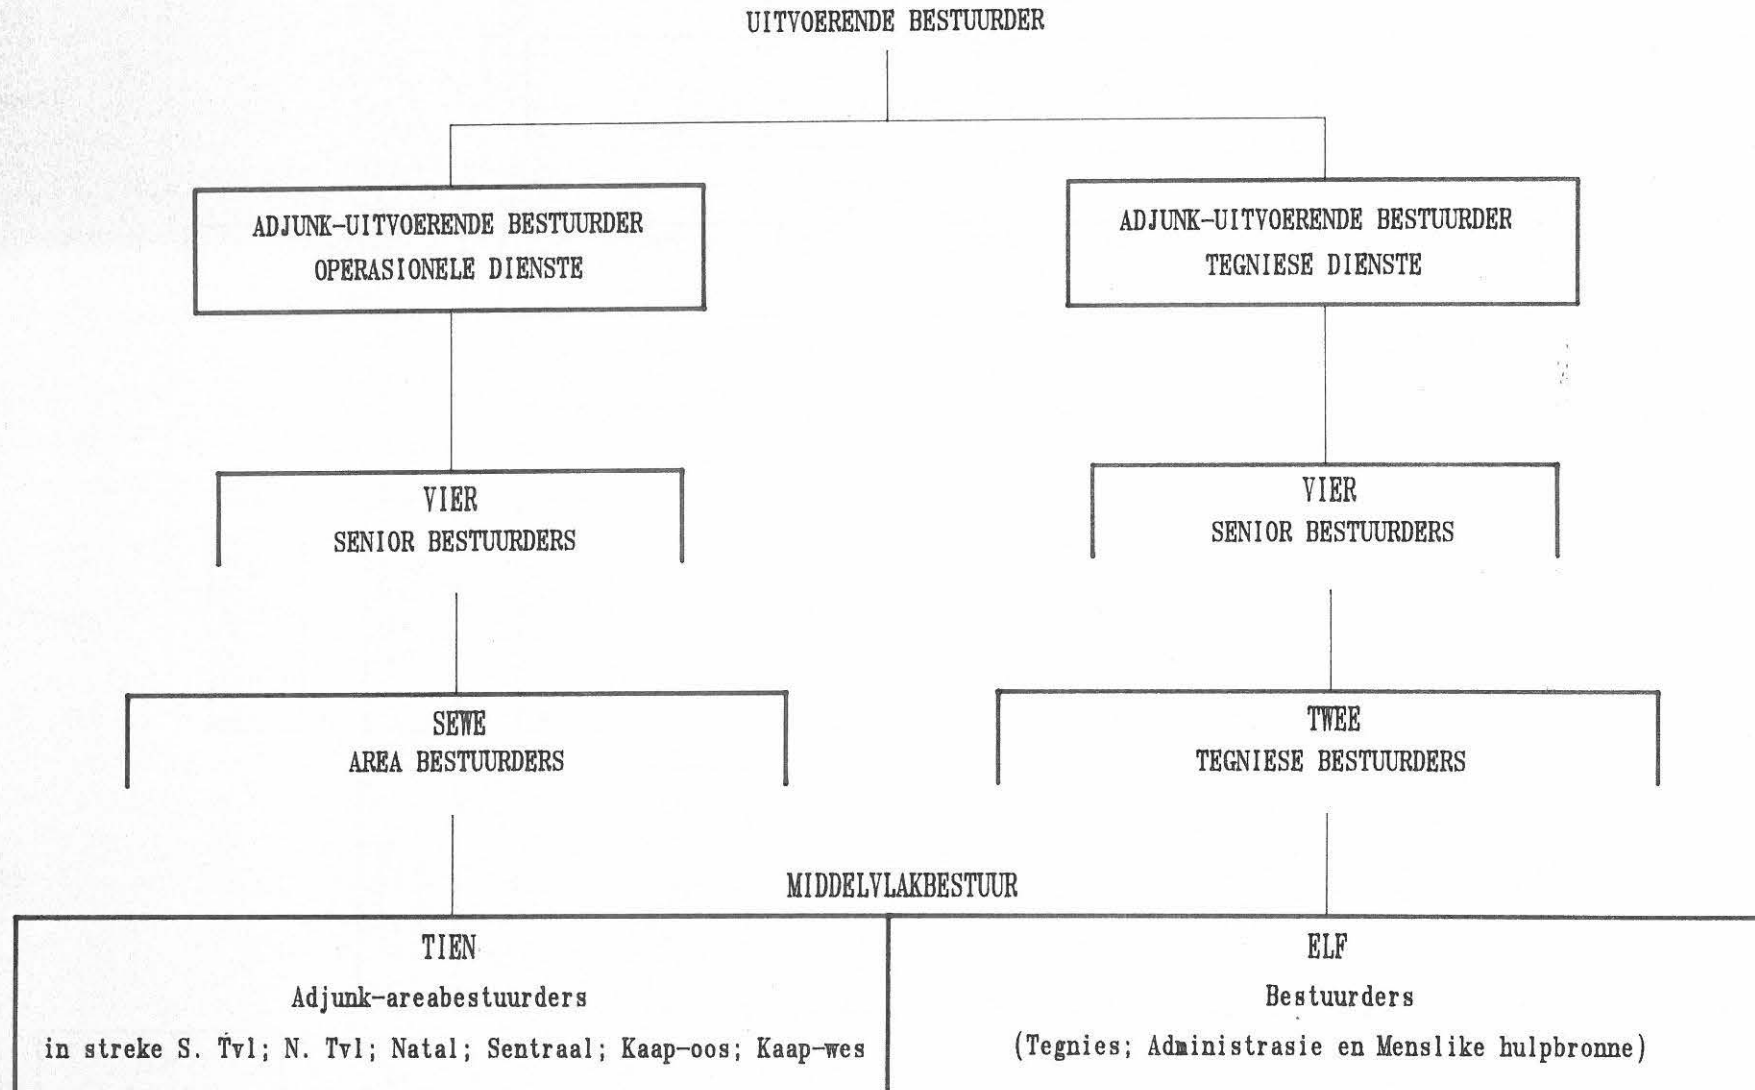 UITVOERENDE BESTUURDER
ADJUNK-UITVOERENDE BESTUURDER
OPERASIONELE DIENSTE
ADJUNK-UITVOERENDE BESTUURDER
TEGNIESE DIENSTE
VIER
SENIOR BESTUURDERS
VIER
SENIOR BESTUURDERS
SEWE
AREA BESTUURDERS
TWEE
TEGNIESE BESTUURDERS
MIDDELVLAKBESTUUR
TIEN
Adjunk-areabestuurders
in streke S. Tvl; N. Tvl; Natal; Sentraal; Kaap-oos; Kaap-wes
ELF
Bestuurders
(Tegnies; Administrasie en Menslike hulpbronne)